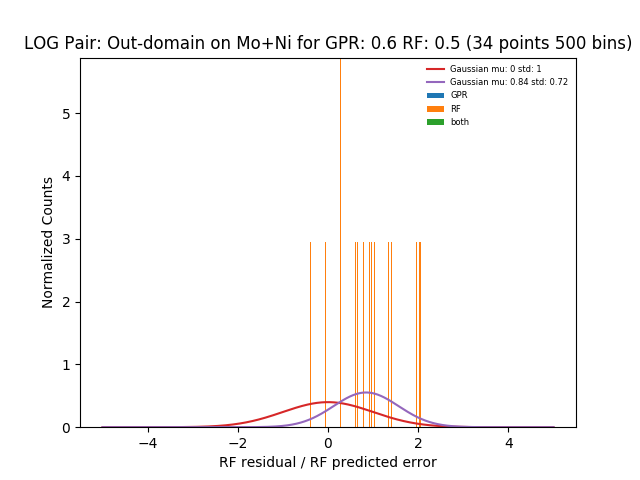 LOG Pair: Out-domain on Mo+Ni for GPR: 0.6 RF: 0.5 (34 points 500 bins)
Gaussian mu: 0 std: 1
Gaussian mu: 0.84 std: 0.72
GPR
RF
both
Normalized Counts
5
4
3
2
1
0
−4
−2
0
2
4
RF residual / RF predicted error